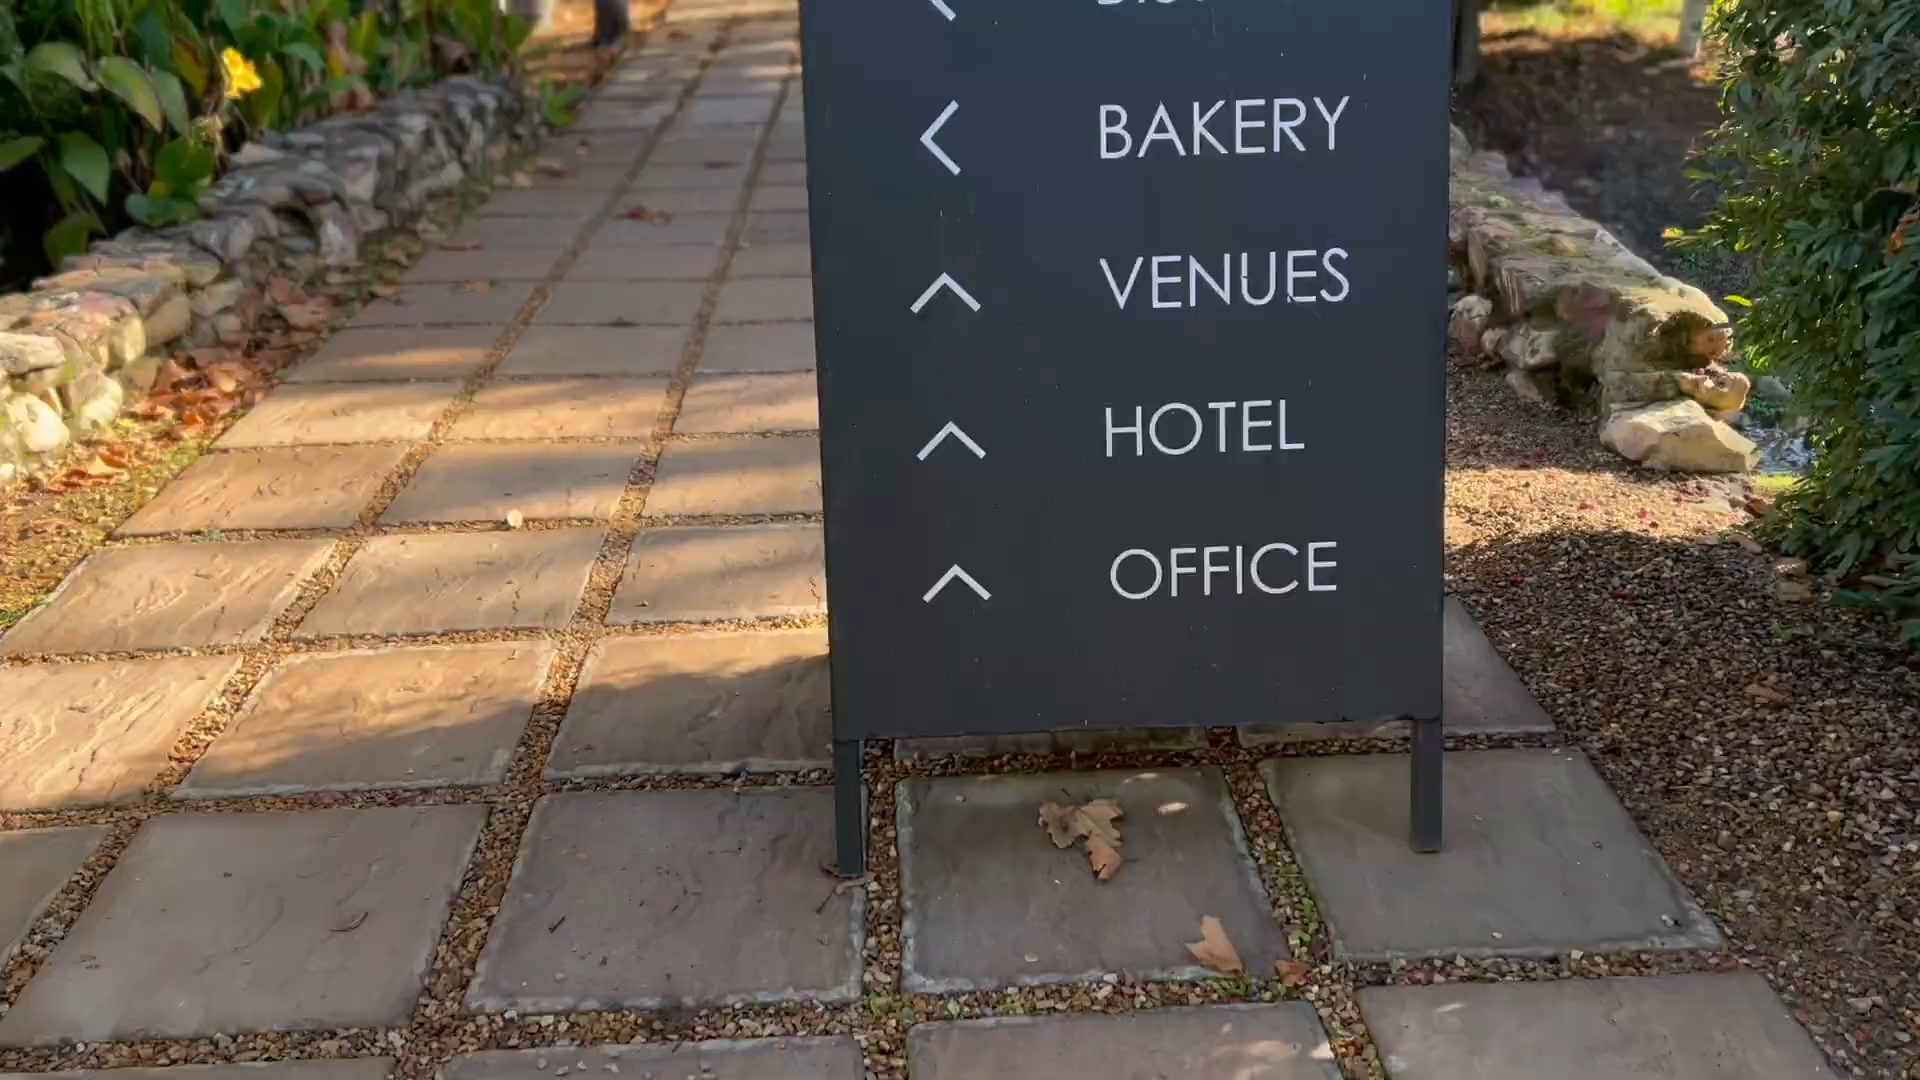 < BAKERY
^ VENUES
^ HOTEL
^ OFFICE